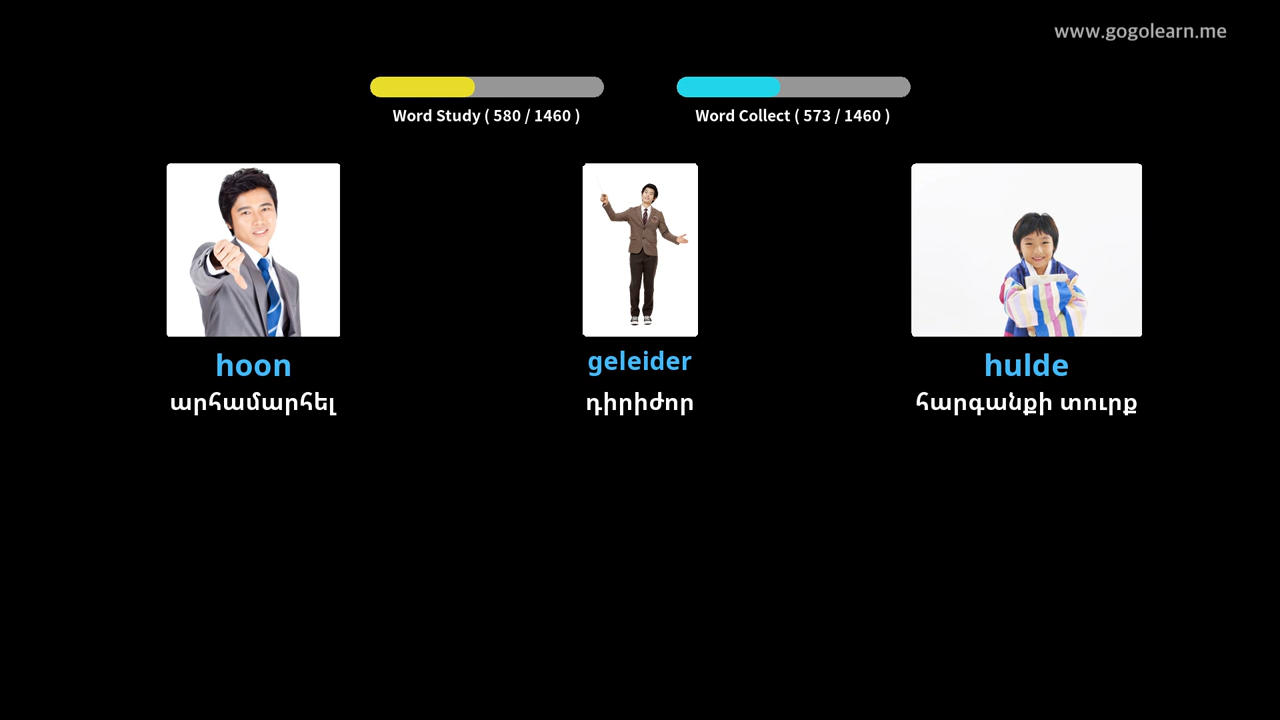 www.gogolearn.me
Word Study ( 580 / 1460 )
Word Collect ( 573 / 1460 )
hoon
geleider
hulde
արհամարհել
դիրիժոր
հարգանքի տուրք